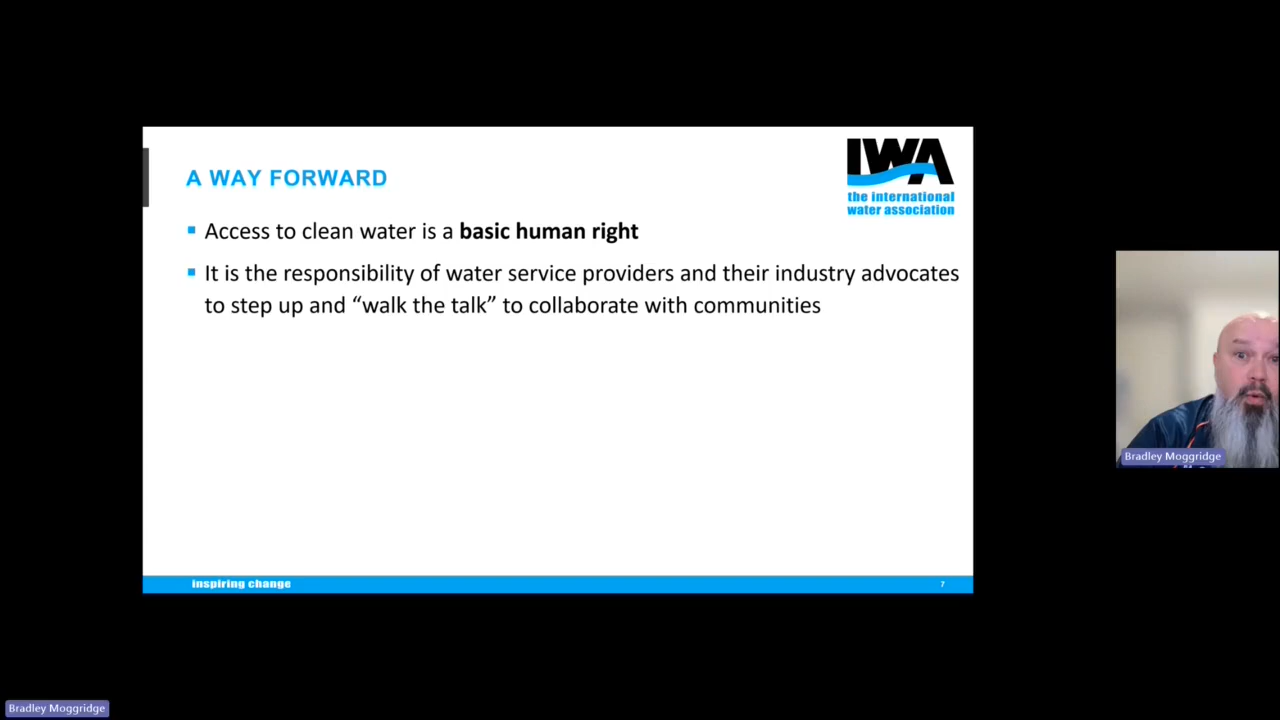 IWA
the international
water association
A WAY FORWARD
▪ Access to clean water is a basic human right
▪ It is the responsibility of water service providers and their industry advocates
to step up and “walk the talk” to collaborate with communities
inspiring change
7
Bradley Moggridge
Bradley Moggridge